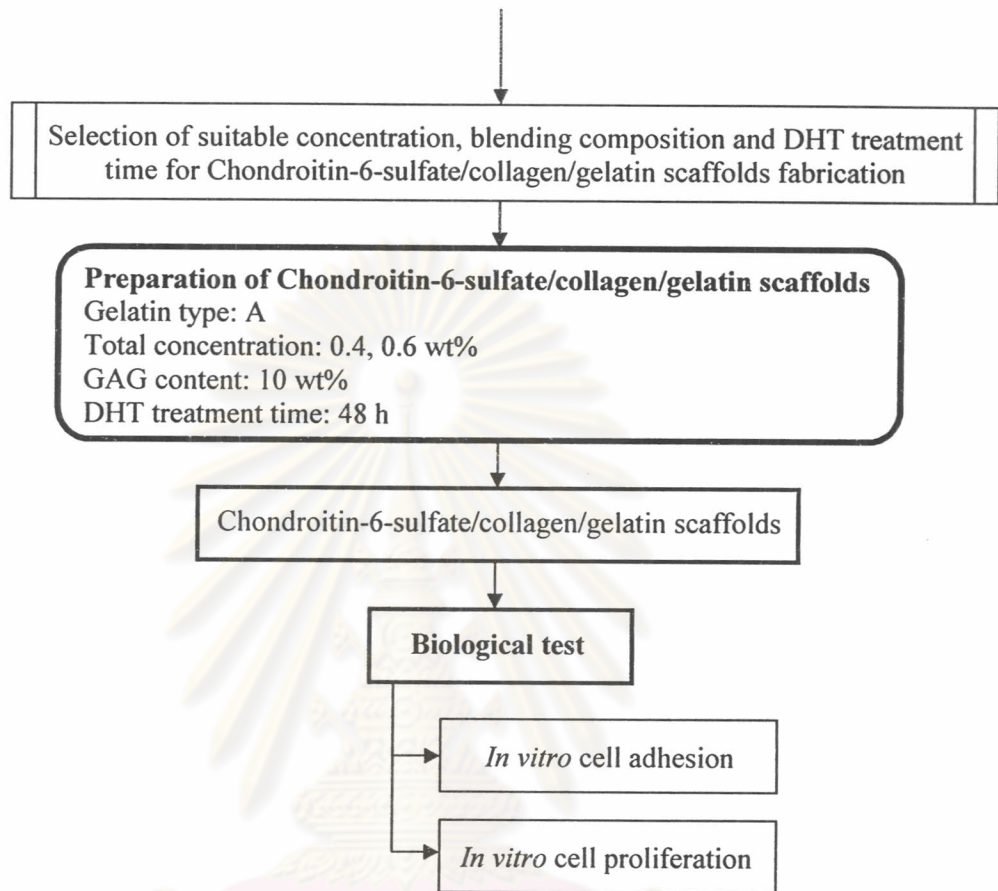 Selection of suitable concentration, blending composition and DHT treatment
time for Chondroitin-6-sulfate/collagen/gelatin scaffolds fabrication
Preparation of Chondroitin-6-sulfate/collagen/gelatin scaffolds
Gelatin type: A
Total concentration: 0.4, 0.6 wt%
GAG content: 10 wt%
DHT treatment time: 48 h
Chondroitin-6-sulfate/collagen/gelatin scaffolds
Biological test
In vitro cell adhesion
In vitro cell proliferation